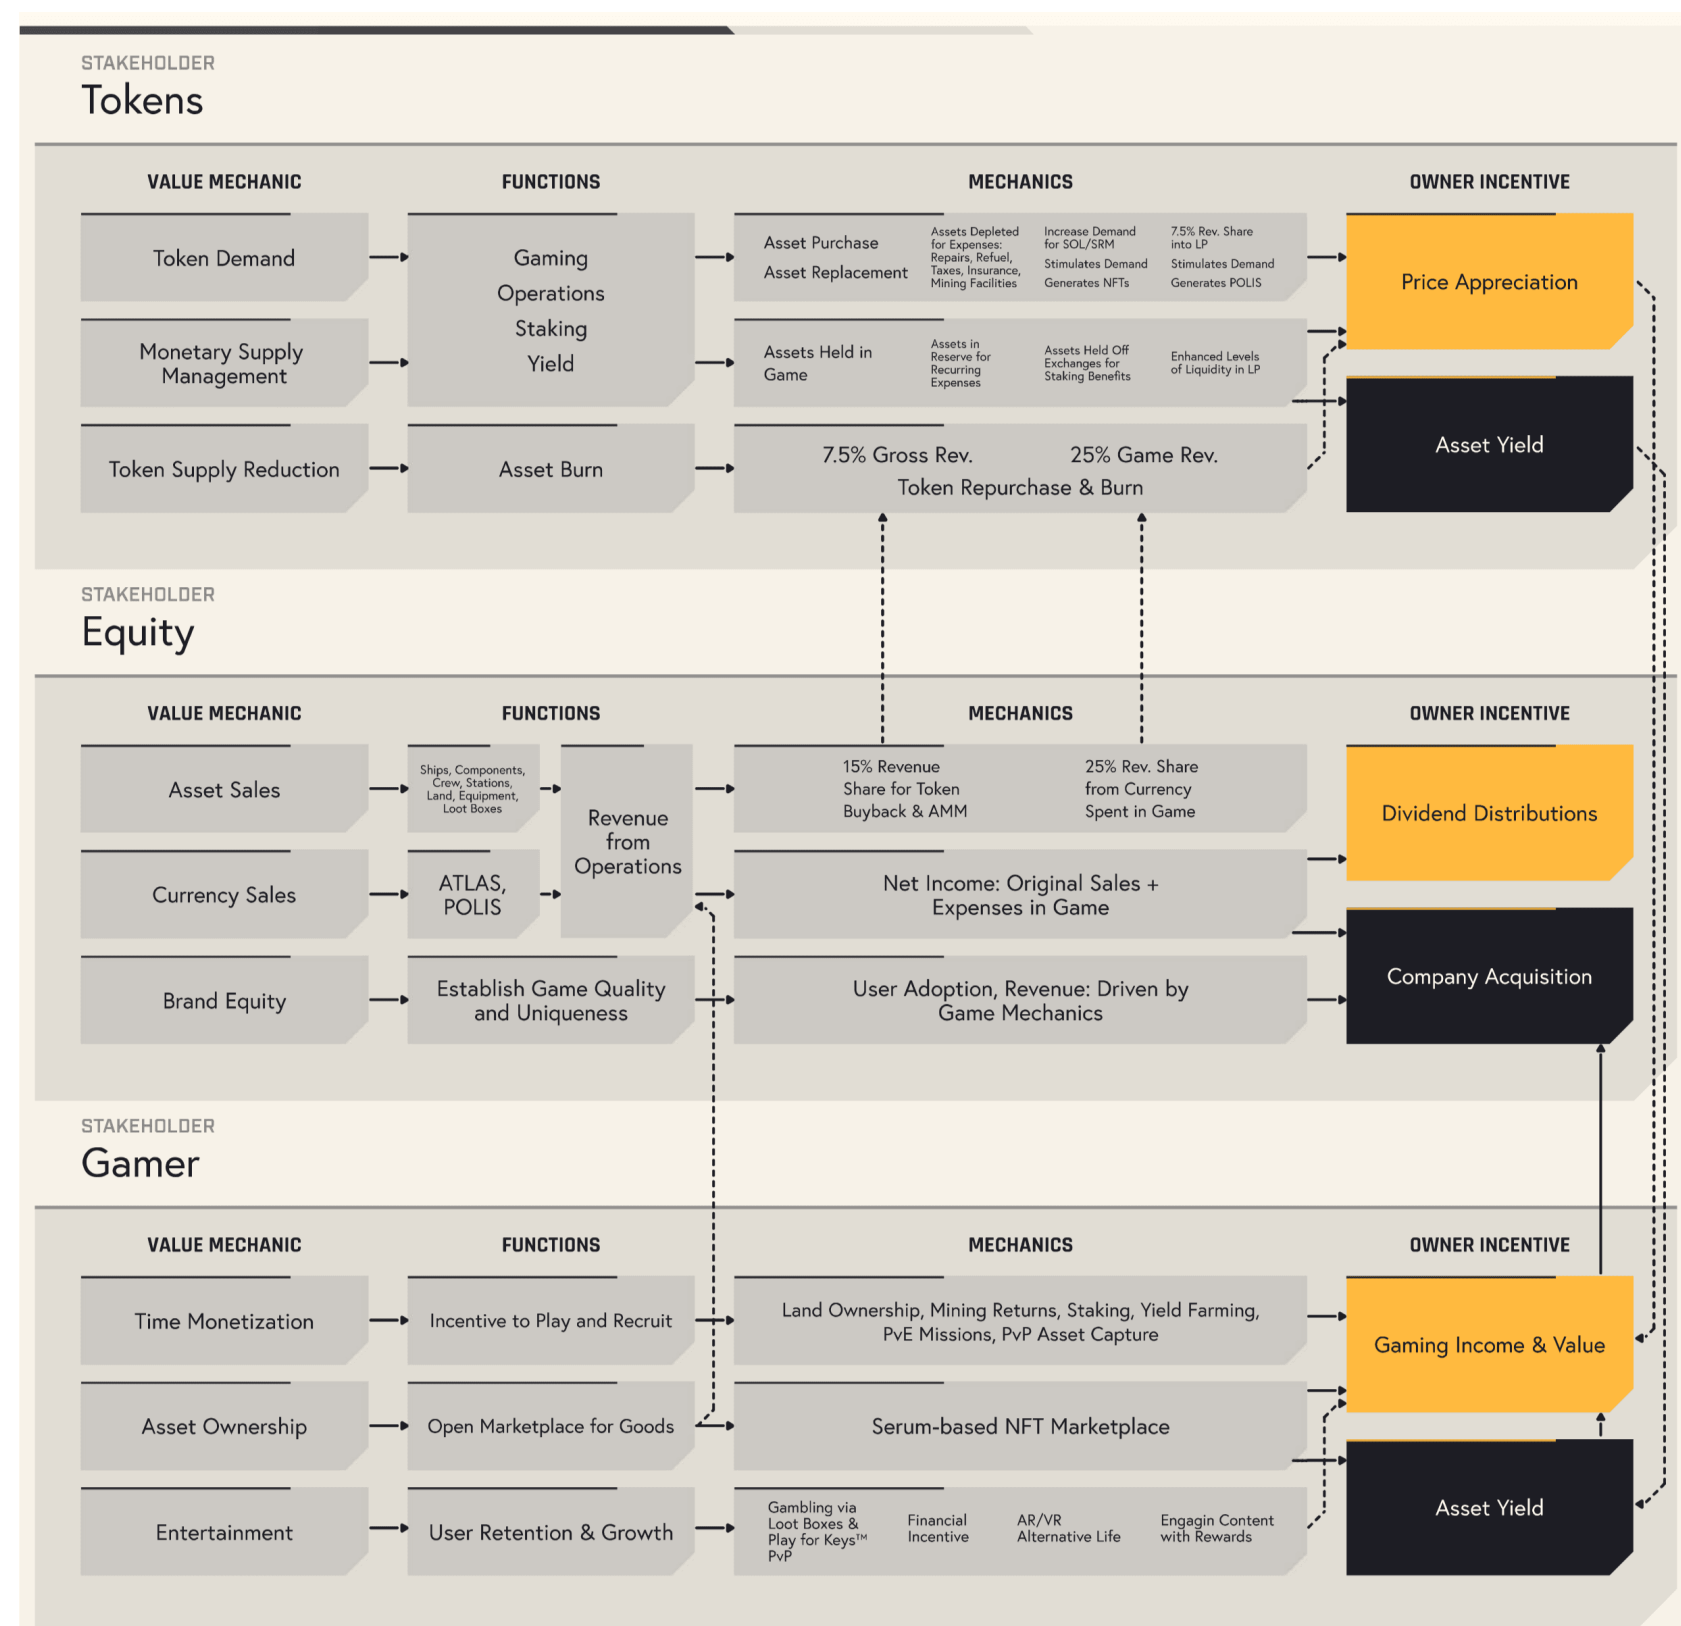 STAKEHOLDER
Tokens
VALUE MECHANIC
FUNCTIONS
MECHANICS
OWNER INCENTIVE
Token Demand
Monetary Supply
Management
Token Supply Reduction
Gaming
Operations
Staking
Yield
Asset Burn
Asset Purchase
Asset Replacement
Assets Depleted
for Expenses:
Repairs, Refuel,
Taxes, Insurance,
Mining Facilities
Increase Demand
for SOL/SRM
Stimulates Demand
Generates NFTs
7.5% Rev. Share
into LP
Stimulates Demand
Generates POLIS
Assets Held in
Game
Assets in
Reserve for
Recurring
Expenses
Assets Held Off
Exchanges for
Staking Benefits
Enhanced Levels
of Liquidity in LP
7.5% Gross Rev.
25% Game Rev.
Token Repurchase & Burn
Price Appreciation
Asset Yield
STAKEHOLDER
Equity
VALUE MECHANIC
FUNCTIONS
MECHANICS
OWNER INCENTIVE
Asset Sales
Currency Sales
Brand Equity
Ships, Components,
Crew, Stations,
Land, Equipment,
Loot Boxes
ATLAS,
POLIS
Revenue
from
Operations
Establish Game Quality
and Uniqueness
15% Revenue
Share for Token
Buyback & AMM
25% Rev. Share
from Currency
Spent in Game
Net Income: Original Sales +
Expenses in Game
User Adoption, Revenue: Driven by
Game Mechanics
Dividend Distributions
Company Acquisition
STAKEHOLDER
Gamer
VALUE MECHANIC
FUNCTIONS
MECHANICS
OWNER INCENTIVE
Time Monetization
Asset Ownership
Entertainment
Incentive to Play and Recruit
Open Marketplace for Goods
User Retention & Growth
Land Ownership, Mining Returns, Staking, Yield Farming,
PvE Missions, PvP Asset Capture
Serum-based NFT Marketplace
Gambling via
Loot Boxes &
Play for Keys™
PvP
Financial
Incentive
AR/VR
Alternative Life
Engagin Content
with Rewards
Gaming Income & Value
Asset Yield